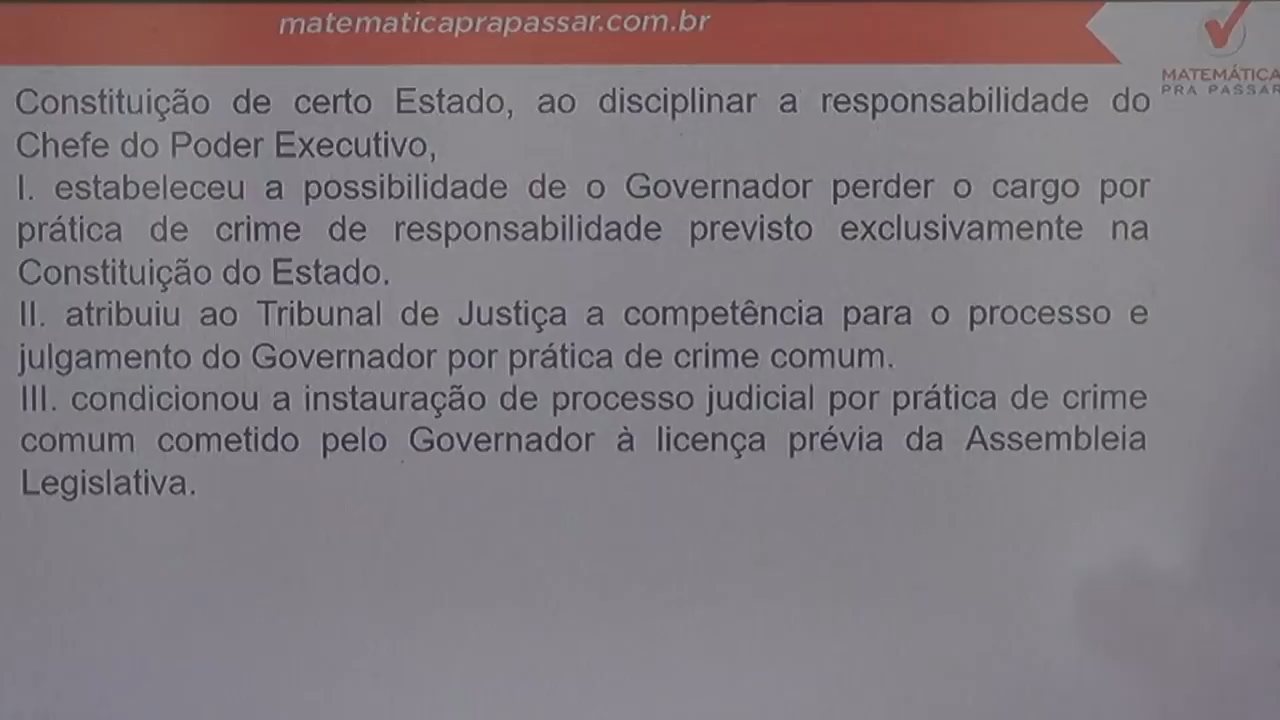 matematicaprapassar.com.br
MATEMÁTICA
PRA PASSAR
Constituição de certo Estado, ao disciplinar a responsabilidade do
Chefe do Poder Executivo,
I. estabeleceu a possibilidade de o Governador perder o cargo por
prática de crime de responsabilidade previsto exclusivamente na
Constituição do Estado.
II. atribuiu ao Tribunal de Justiça a competência para o processo e
julgamento do Governador por prática de crime comum.
III. condicionou a instauração de processo judicial por prática de crime
comum cometido pelo Governador à licença prévia da Assembleia
Legislativa.